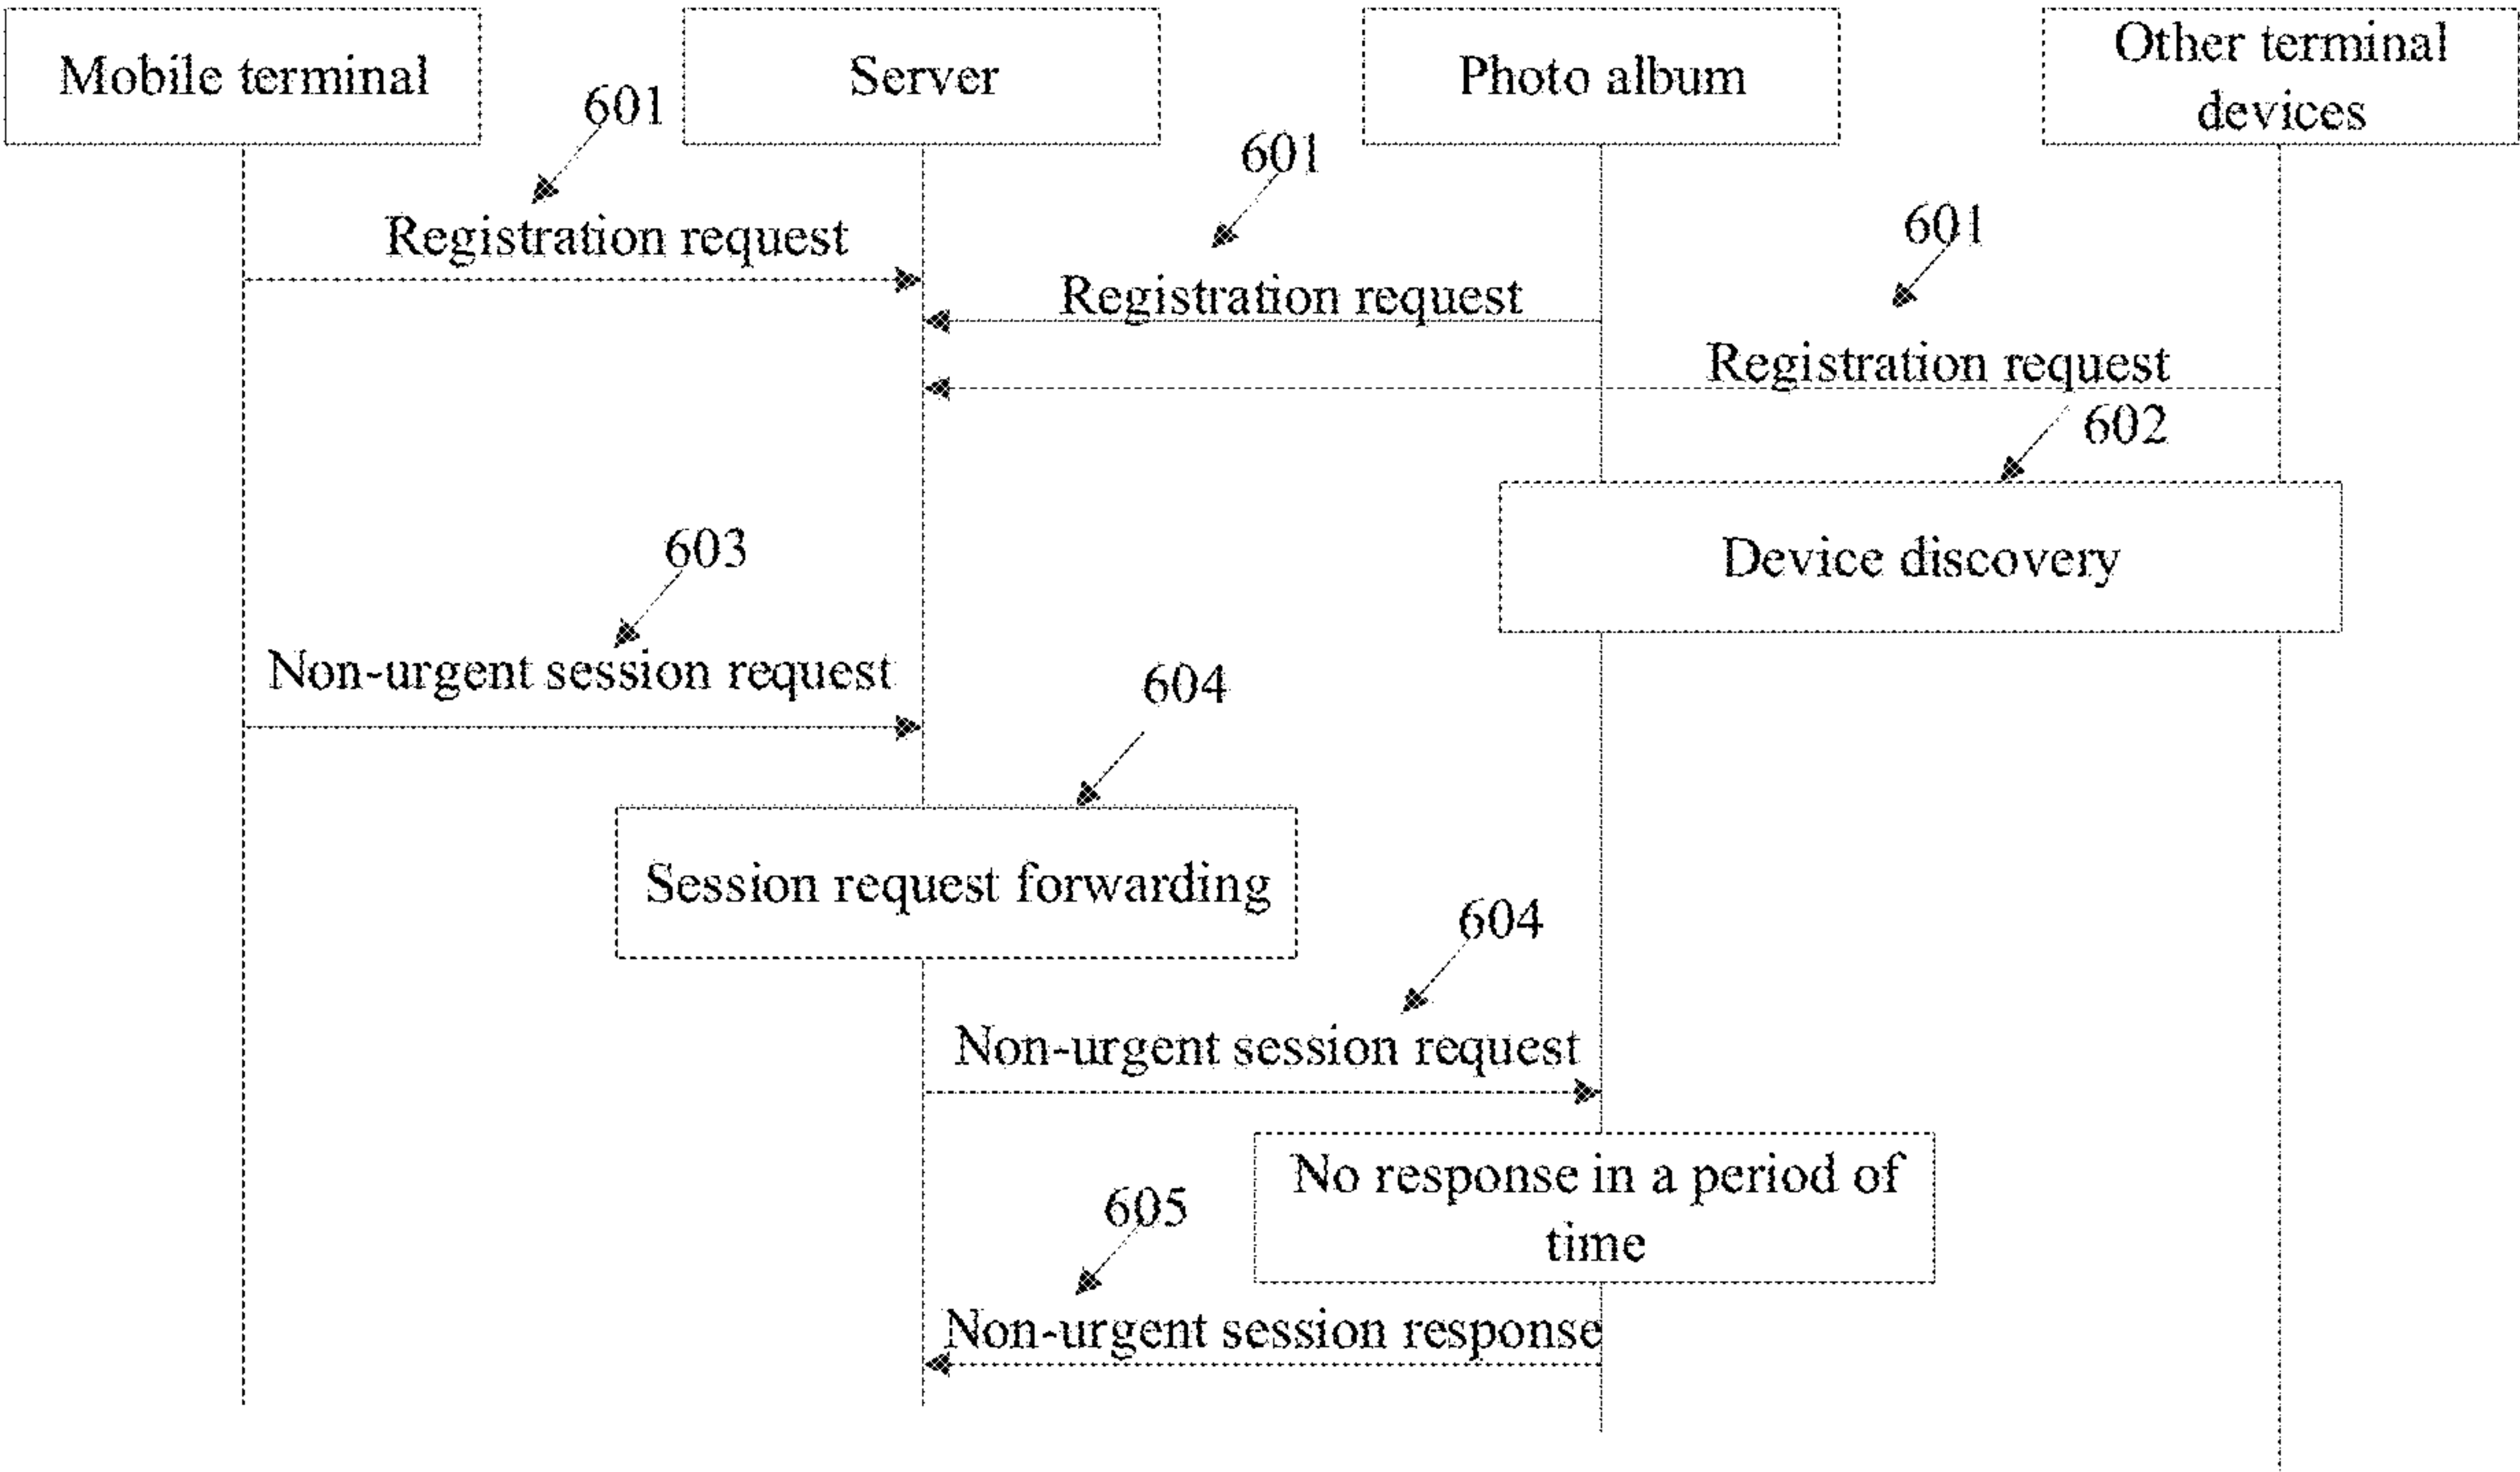 Mobile terminal
Server
Photo album
Other terminal
devices
601
601
601
Registration request
Registration request
Registration request
602
Device discovery
603
Non-urgent session request
604
Session request forwarding
604
Non-urgent session request
No response in a period of
time
605
Non-urgent session response